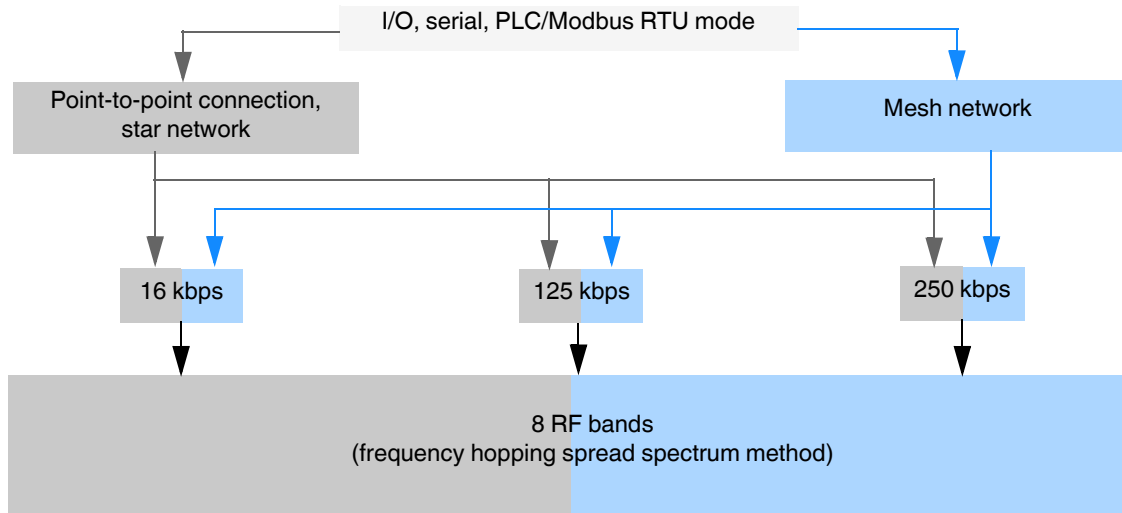 I/O, serial, PLC/Modbus RTU mode
Point-to-point connection,
star network
Mesh network
16 kbps
125 kbps
250 kbps
8 RF bands
(frequency hopping spread spectrum method)